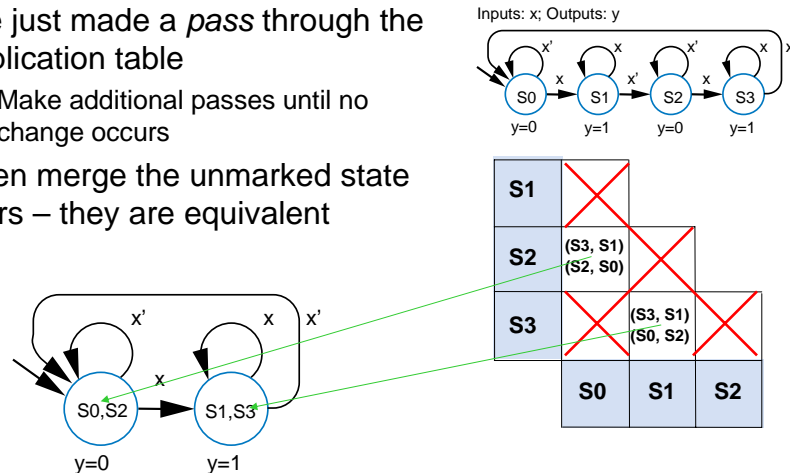 just made a pass through the
lication table
Make additional passes until no
change occurs
en merge the unmarked state
rs – they are equivalent
Inputs: x; Outputs: y
x' x x' x x
S0 x S1 x' S2 x S3
y=0 y=1 y=0 y=1
S1
S2 (S3, S1)
(S2, S0)
S3 (S3, S1)
(S0, S2)
S0 S1 S2
x' x x'
x
S0,S2 S1,S3
y=0 y=1